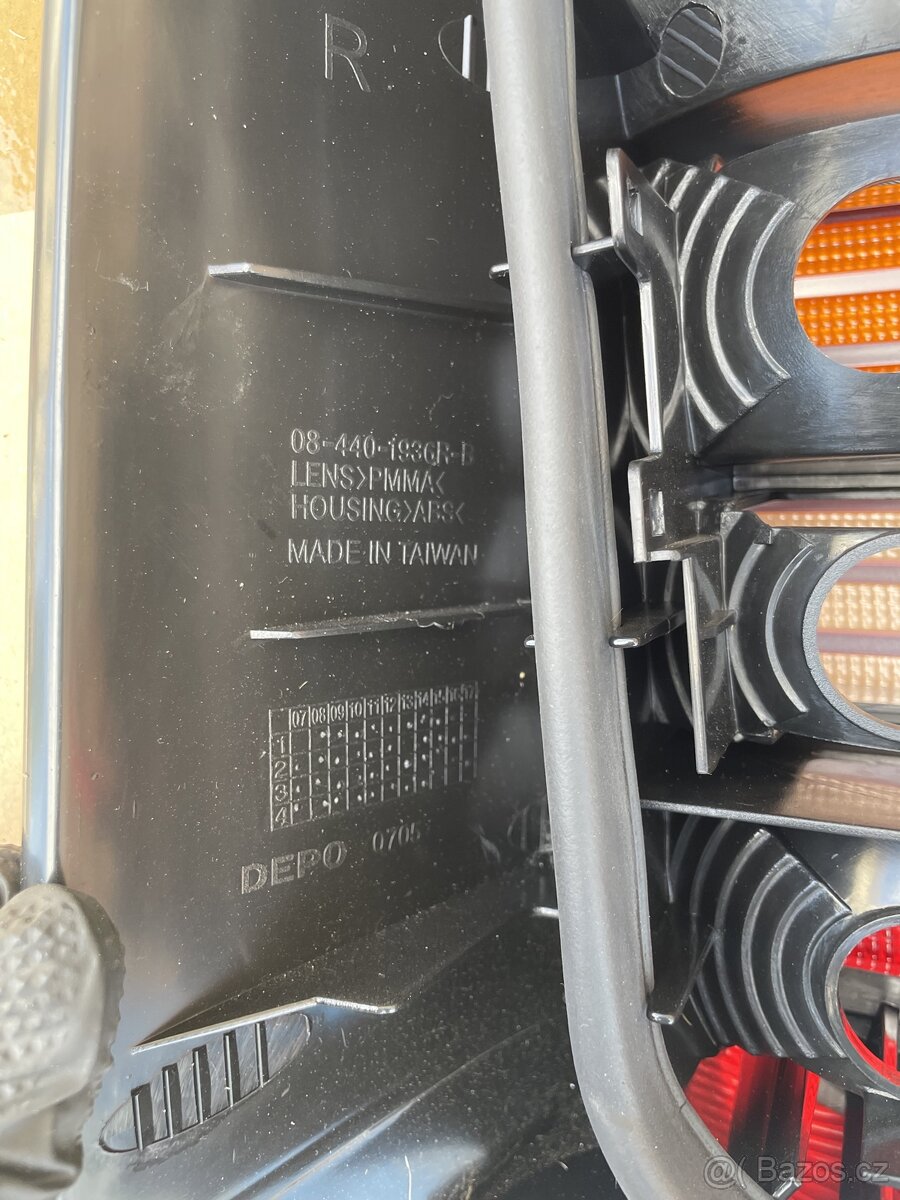 R
08-440-1936R-B
LENS>PMMA<
HOUSING>ABS<
MADE IN TAIWAN
07 08 09 10 11 12 13 14 15 16 17
1
2
3
4
DEPO 0705
@( Bazos.cz